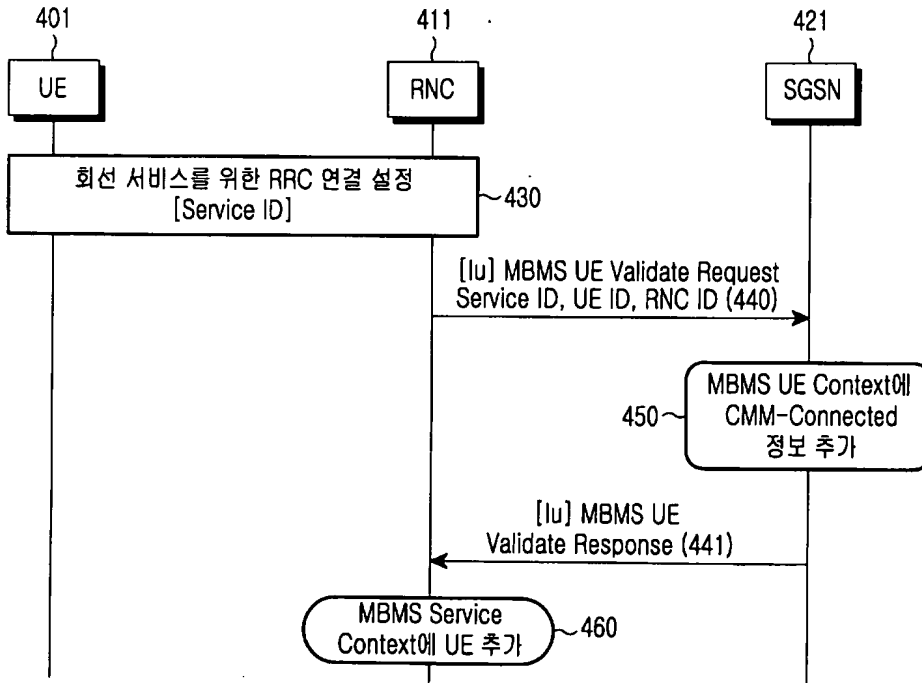 401
411
421
UE
RNC
SGSN
회선 서비스를 위한 RRC 연결 설정
[Service ID]
430
[Iu] MBMS UE Validate Request
Service ID, UE ID, RNC ID (440)
MBMS UE Context에
CMM-Connected
정보 추가
450
[Iu] MBMS UE
Validate Response (441)
MBMS Service
Context에 UE 추가
460